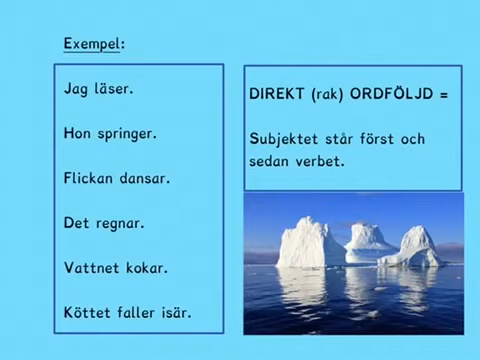 Exempel:
Jag läser.
Hon springer.
Flickan dansar.
Det regnar.
Vattnet kokar.
Köttet faller isär.
DIREKT (rak) ORDFÖLJD =
Subjektet står först och
sedan verbet.